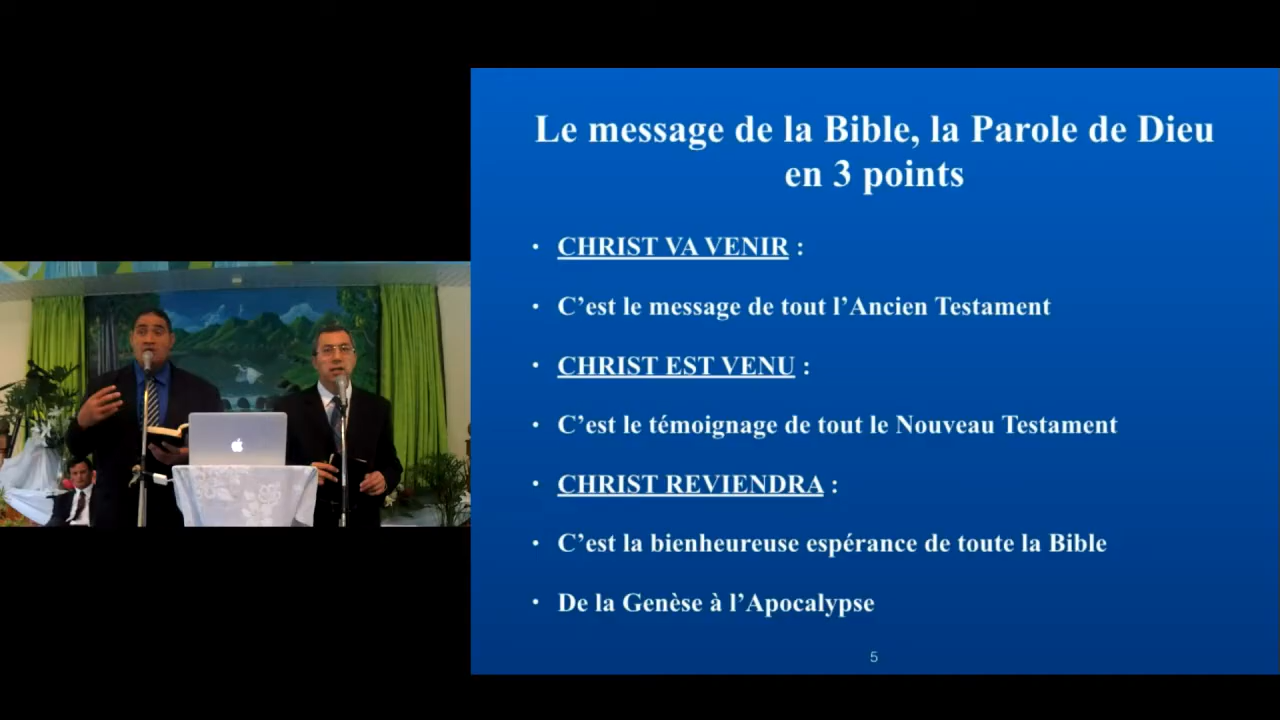 Le message de la Bible, la Parole de Dieu
en 3 points
• CHRIST VA VENIR :
• C’est le message de tout l’Ancien Testament
• CHRIST EST VENU :
• C’est le témoignage de tout le Nouveau Testament
• CHRIST REVIENDRA :
• C’est la bienheureuse espérance de toute la Bible
• De la Genèse à l’Apocalypse
5